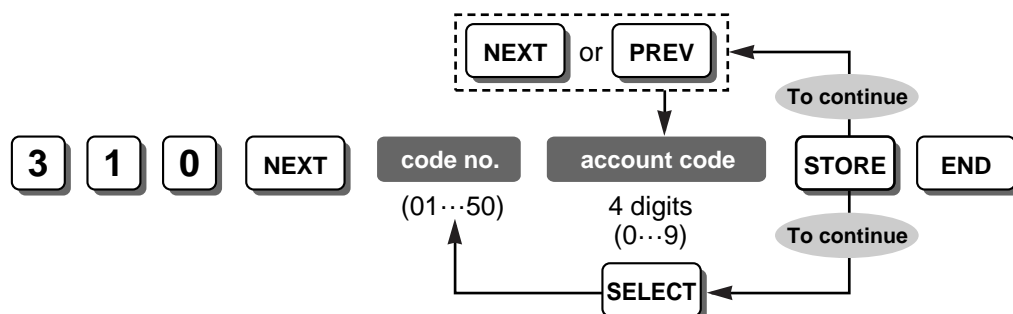 NEXT or PREV
To continue
3 1 0 NEXT code no. account code STORE END
(01···50) 4 digits
(0···9)
To continue
SELECT